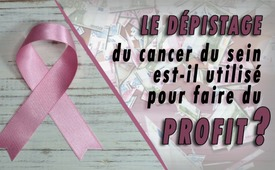 LE DÉPISTAGE
du cancer du sein
est-il utilisé
pour faire du
PROFIT ?